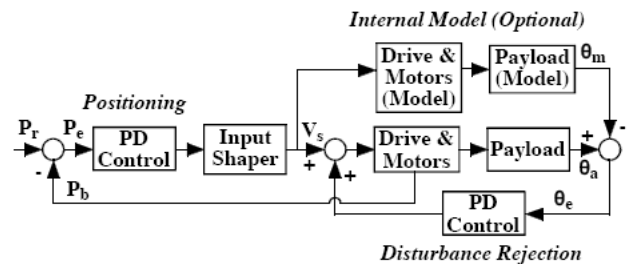 Internal Model (Optional)
Drive &
Motors
(Model)
Payload
(Model)
θm
Positioning
Pr
Pe
PD
Control
Input
Shaper
Vs
+
+
Drive &
Motors
Payload
-
+
θa
-
Pb
PD
Control
θe
Disturbance Rejection